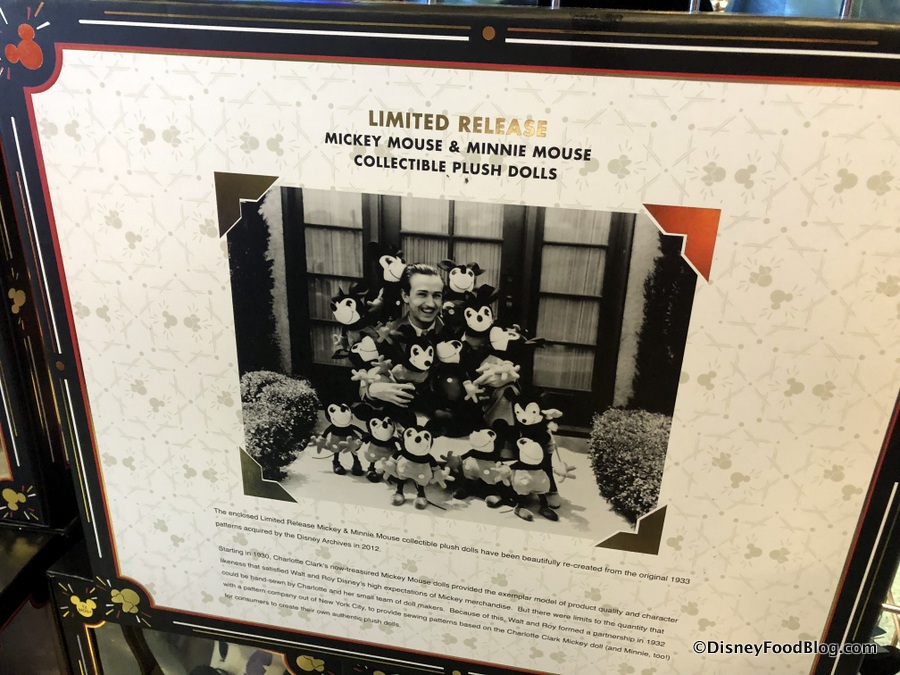 LIMITED RELEASE
MICKEY MOUSE & MINNIE MOUSE
COLLECTIBLE PLUSH DOLLS
The enclosed Limited Release Mickey & Minnie Mouse collectible plush dolls have been beautifully re-created from the original 1933
patterns acquired by the Disney Archives in 2012.
Starting in 1930, Charlotte Clark's now-treasured Mickey Mouse dolls provided the exemplar model of product quality and character
likeness that satisfied Walt and Roy Disney's high expectations of Mickey merchandise. But there were limits to the quantity that
could be hand-sewn by Charlotte and her small team of doll makers. Because of this, Walt and Roy formed a partnership in 1932
with a pattern company out of New York City, to provide sewing patterns based on the Charlotte Clark Mickey doll (and Minnie, too!)
for consumers to create their own authentic plush dolls.
©DisneyFoodBlog.com